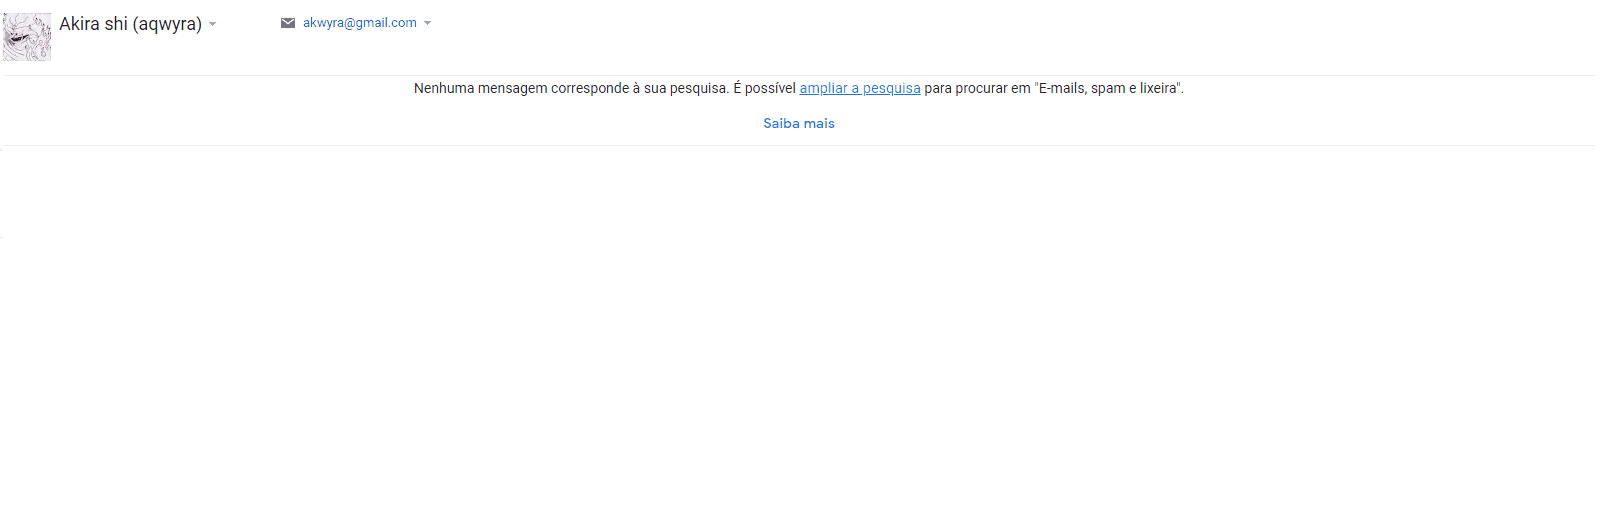 Akira shi (aqwyra) akwyra@gmail.com
Nenhuma mensagem corresponde à sua pesquisa. É possível ampliar a pesquisa para procurar em "E-mails, spam e lixeira".
Saiba mais